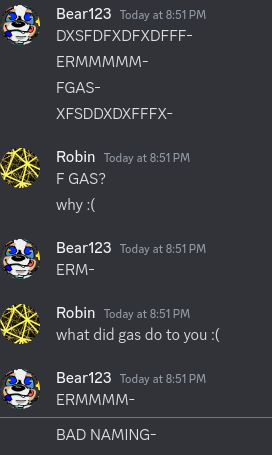 Bear123 Today at 8:51 PM
DXSFDFXDFXDFFF-
ERMMMMM-
FGAS-
XFSDDXDXFFFX-
Robin Today at 8:51 PM
F GAS?
why :(
Bear123 Today at 8:51 PM
ERM-
Robin Today at 8:51 PM
what did gas do to you :(
Bear123 Today at 8:51 PM
ERMMMM-
BAD NAMING-